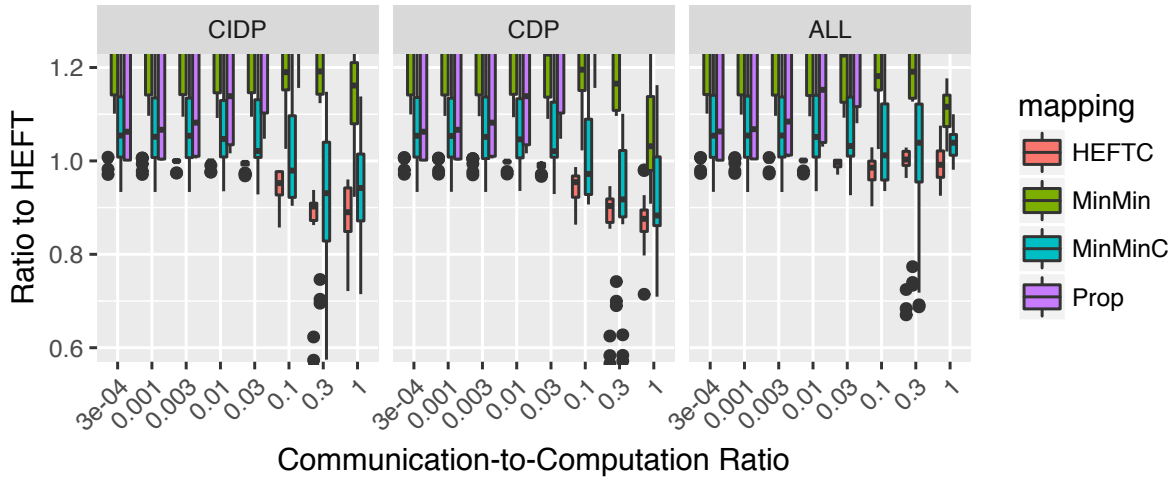 CIDP CDP ALL
Ratio to HEFT
1.2
1.0
0.8
0.6
3e-04 0.001 0.003 0.01 0.03 0.1 0.3 1
3e-04 0.001 0.003 0.01 0.03 0.1 0.3 1
3e-04 0.001 0.003 0.01 0.03 0.1 0.3 1
Communication-to-Computation Ratio
mapping
HEFTC
MinMin
MinMinC
Prop